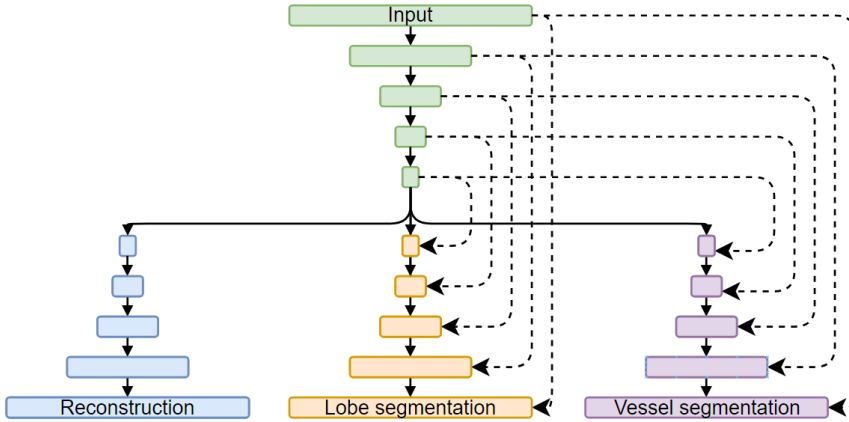 Input
Reconstruction
Lobe segmentation
Vessel segmentation